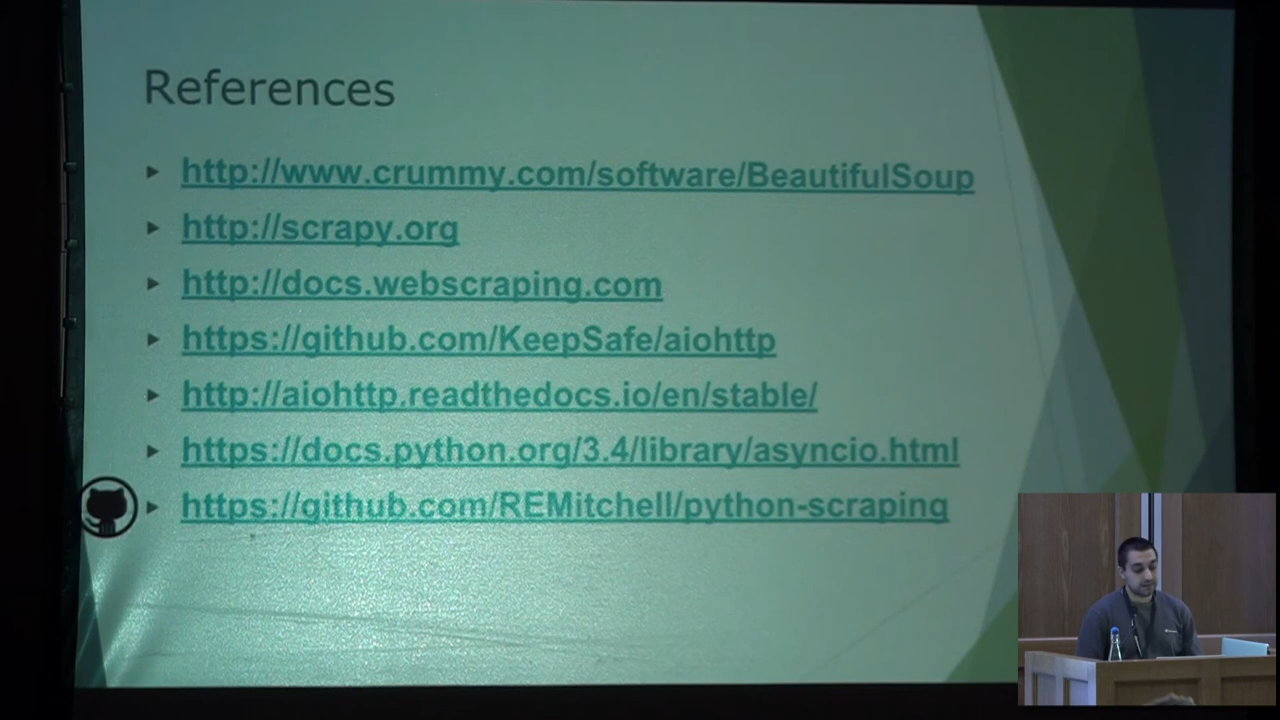 References
http://www.crummy.com/software/BeautifulSoup
http://scrapy.org
http://docs.webscraping.com
https://github.com/KeepSafe/aiohttp
http://aiohttp.readthedocs.io/en/stable/
https://docs.python.org/3.4/library/asyncio.html
https://github.com/REMitchell/python-scraping